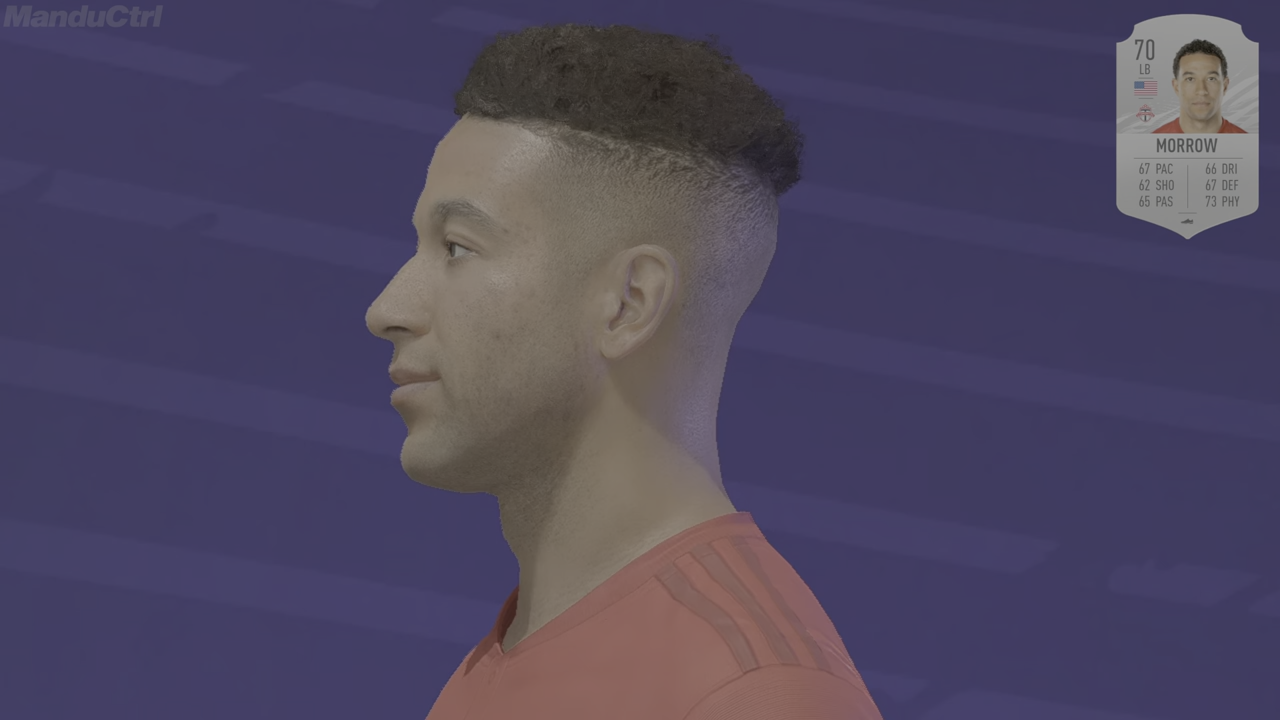 ManduCtrl
70
LB
MORROW
67 PAC 66 DRI
62 SHO 67 DEF
65 PAS 73 PHY